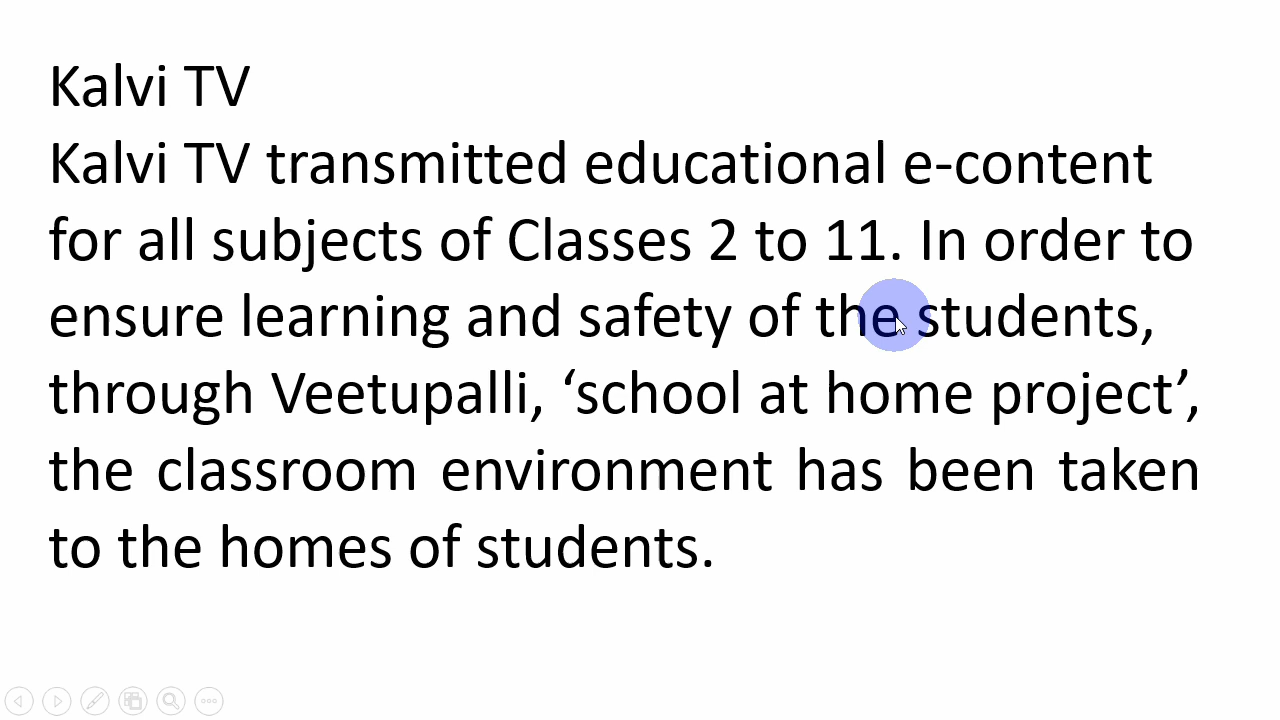 Kalvi TV
Kalvi TV transmitted educational e-content
for all subjects of Classes 2 to 11. In order to
ensure learning and safety of the students,
through Veetupalli, ‘school at home project’,
the classroom environment has been taken
to the homes of students.